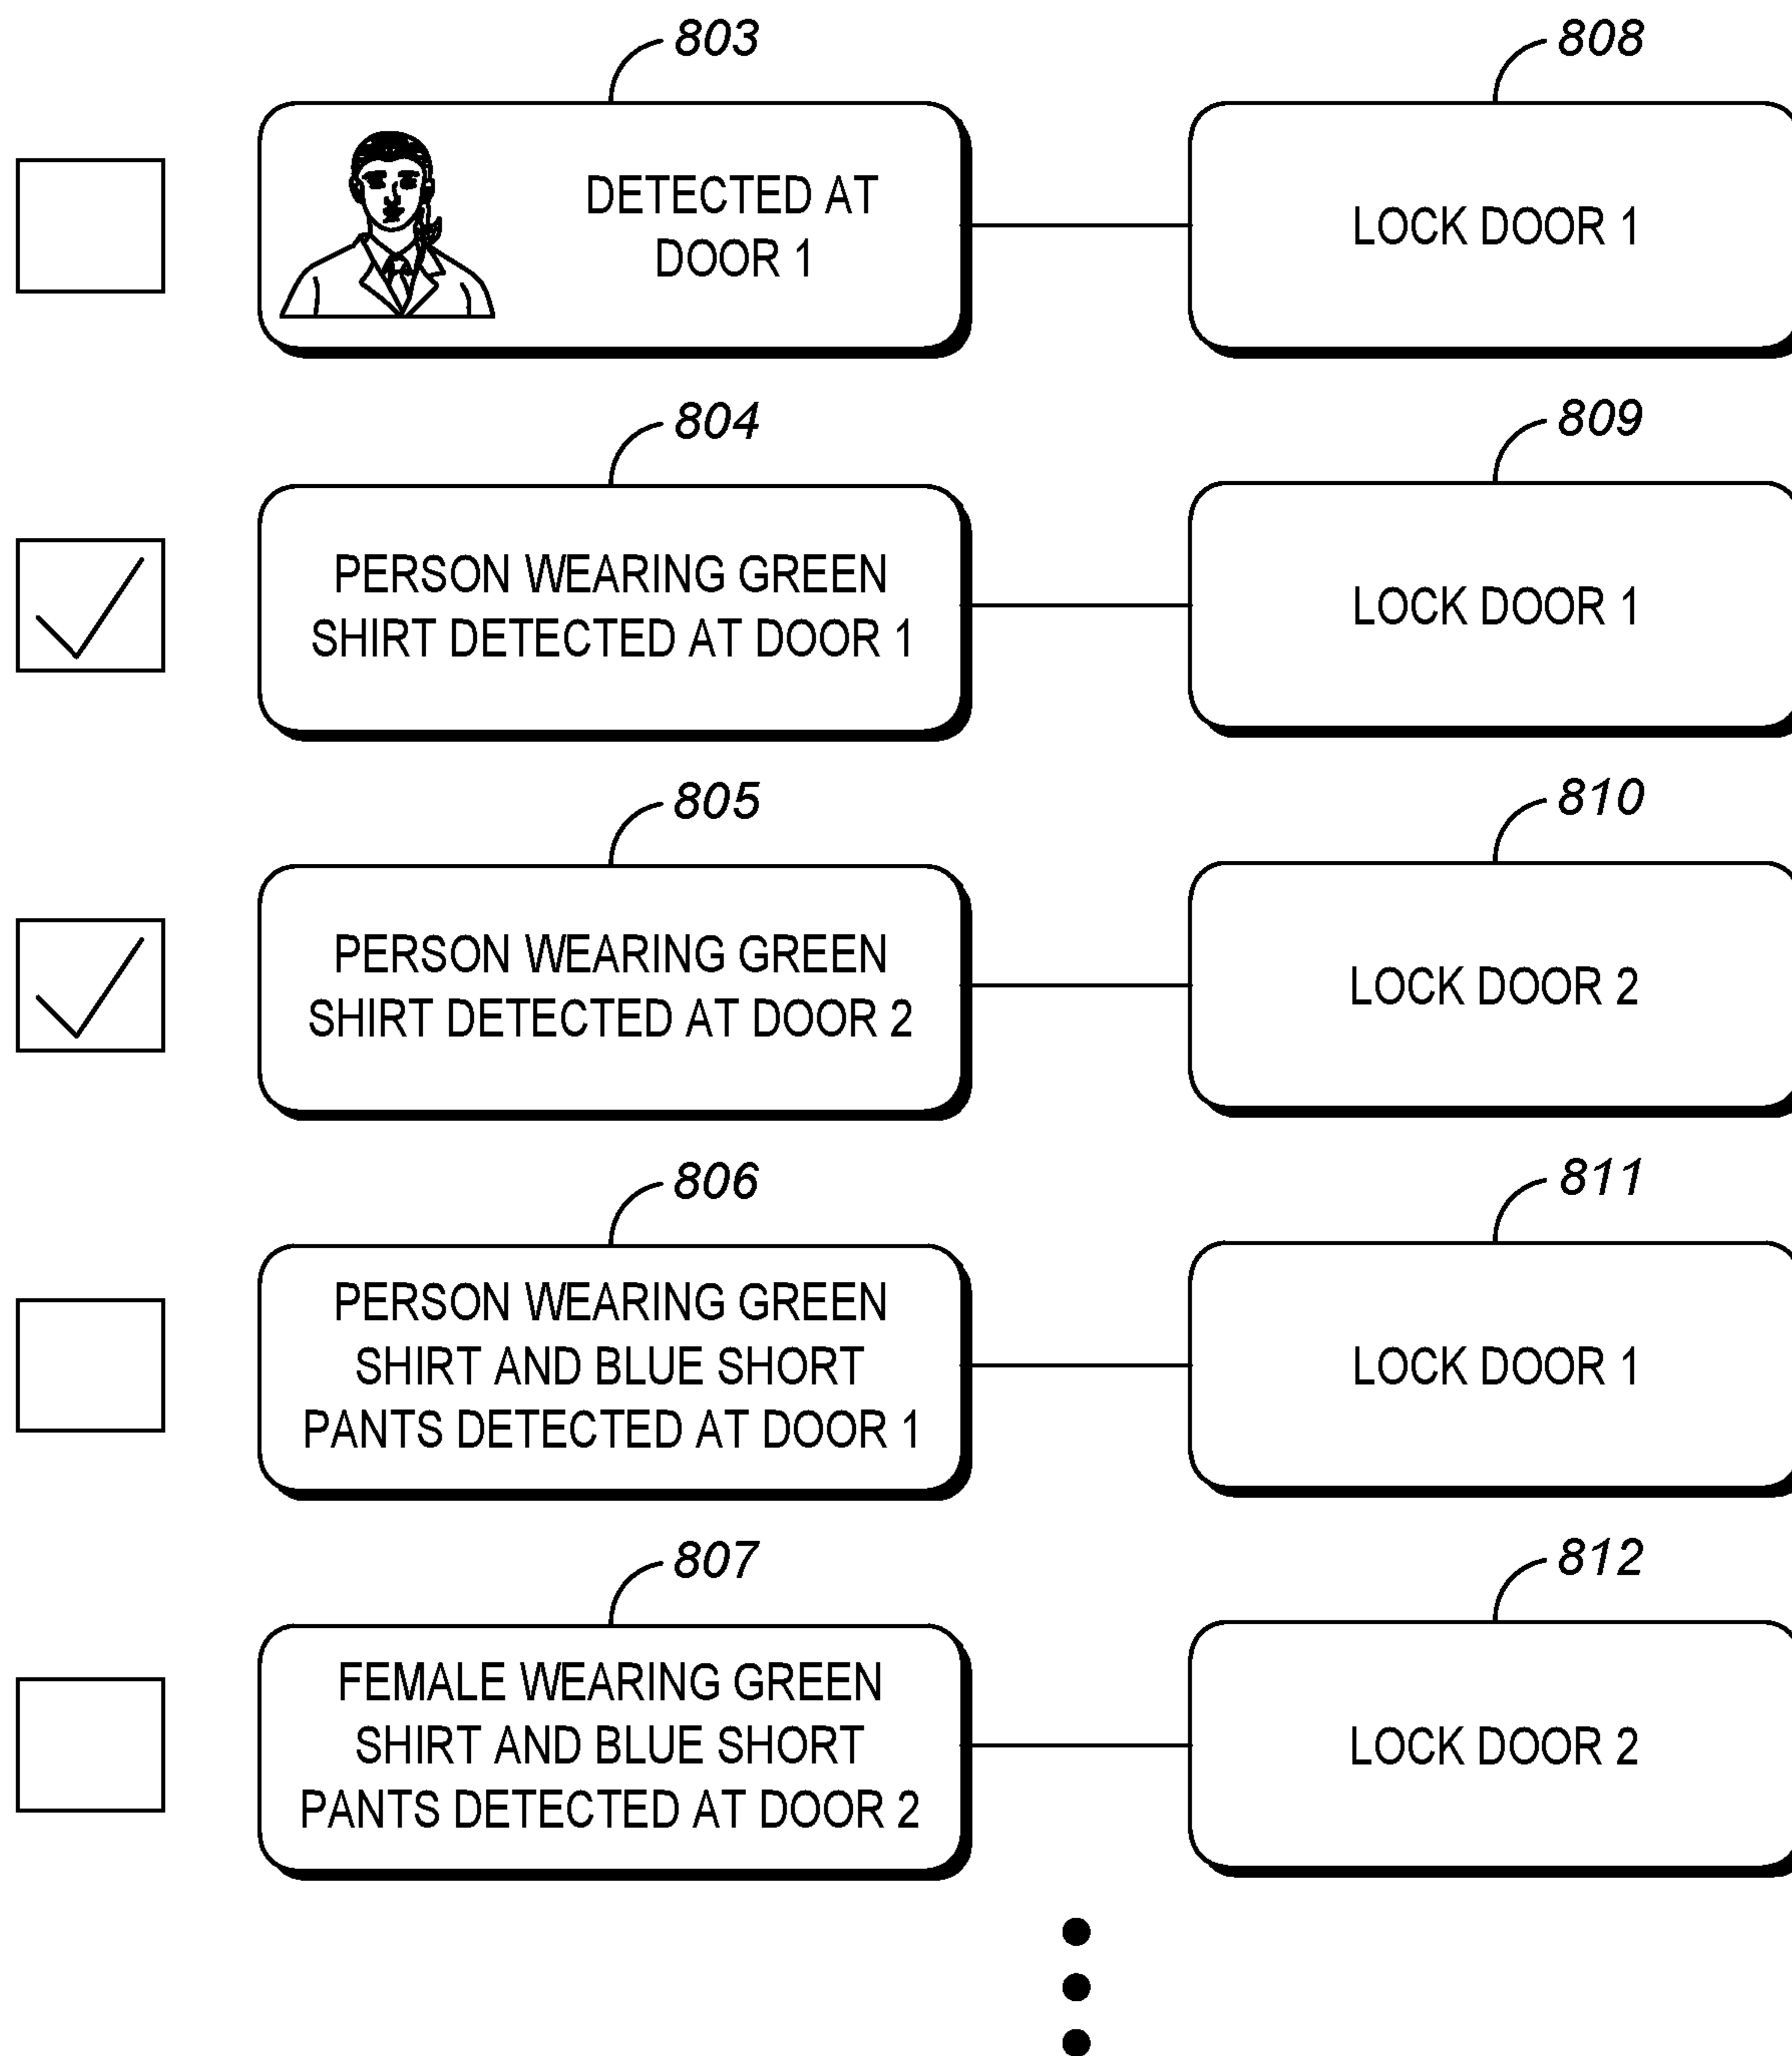 803
808
DETECTED AT
DOOR 1
LOCK DOOR 1
804
809
PERSON WEARING GREEN
SHIRT DETECTED AT DOOR 1
LOCK DOOR 1
805
810
PERSON WEARING GREEN
SHIRT DETECTED AT DOOR 2
LOCK DOOR 2
806
811
PERSON WEARING GREEN
SHIRT AND BLUE SHORT
PANTS DETECTED AT DOOR 1
LOCK DOOR 1
807
812
FEMALE WEARING GREEN
SHIRT AND BLUE SHORT
PANTS DETECTED AT DOOR 2
LOCK DOOR 2